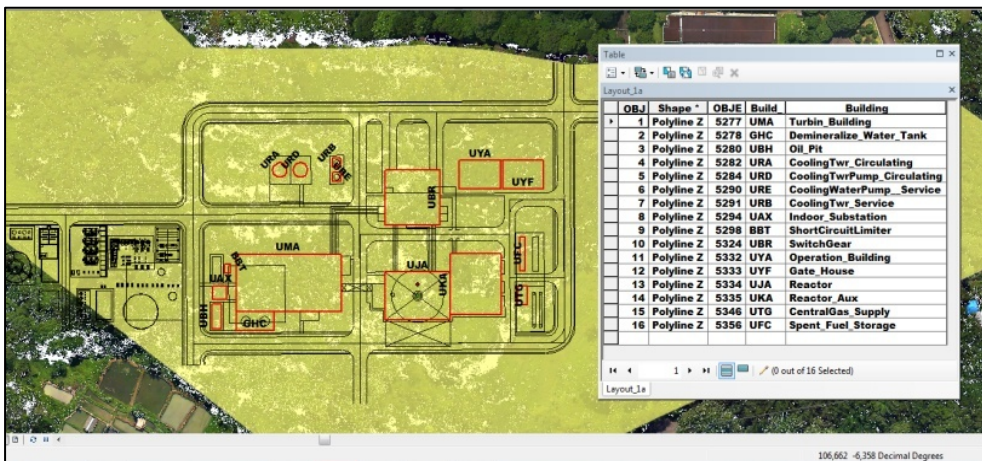 Table
Layout_1a
OBJ Shape * OBJE Build_ Building
1 Polyline Z 5277 UMA Turbin_Building
2 Polyline Z 5278 GHC Demineralize_Water_Tank
3 Polyline Z 5280 UBH Oil_Pit
4 Polyline Z 5282 URA CoolingTwr_Circulating
5 Polyline Z 5284 URD CoolingTwrPump_Circulating
6 Polyline Z 5290 URE CoolingWaterPump__Service
7 Polyline Z 5291 URB CoolingTwr_Service
8 Polyline Z 5294 UAX Indoor_Substation
9 Polyline Z 5298 BBT ShortCircuitLimiter
10 Polyline Z 5324 UBR SwitchGear
11 Polyline Z 5332 UYA Operation_Building
12 Polyline Z 5333 UYF Gate_House
13 Polyline Z 5334 UJA Reactor
14 Polyline Z 5335 UKA Reactor_Aux
15 Polyline Z 5346 UTG CentralGas_Supply
16 Polyline Z 5356 UFC Spent_Fuel_Storage
1
(0 out of 16 Selected)
Layout_1a
URA
URD
URB
URE
UYA
UYF
UBR
UMA
BBT
UAX
UBH
GHC
UJA
UKA
UFC
UTG
106,662 -6,358 Decimal Degrees